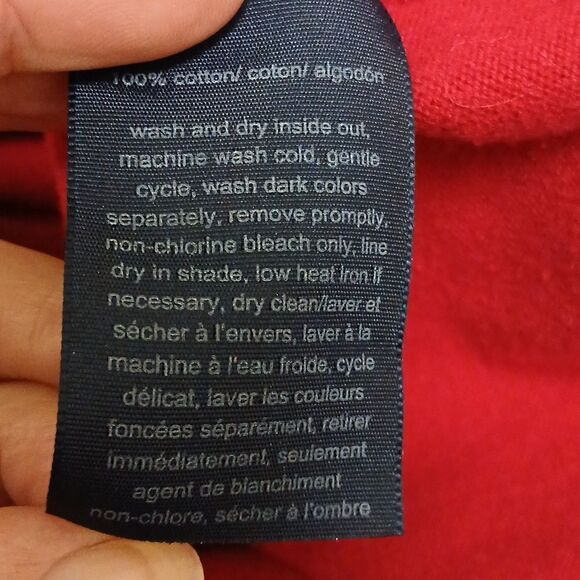 100% cotton/ coton/ algodón
wash and dry inside out,
machine wash cold, gentle
cycle, wash dark colors
separately, remove promptly,
non-chlorine bleach only, line
dry in shade, low heat iron if
necessary, dry clean/laver et
sécher à l'envers, laver à la
machine à l'eau froide, cycle
délicat, laver les couleurs
foncées séparément, retirer
immédiatement, seulement
agent de blanchiment
non-chlore, sécher à l'ombre